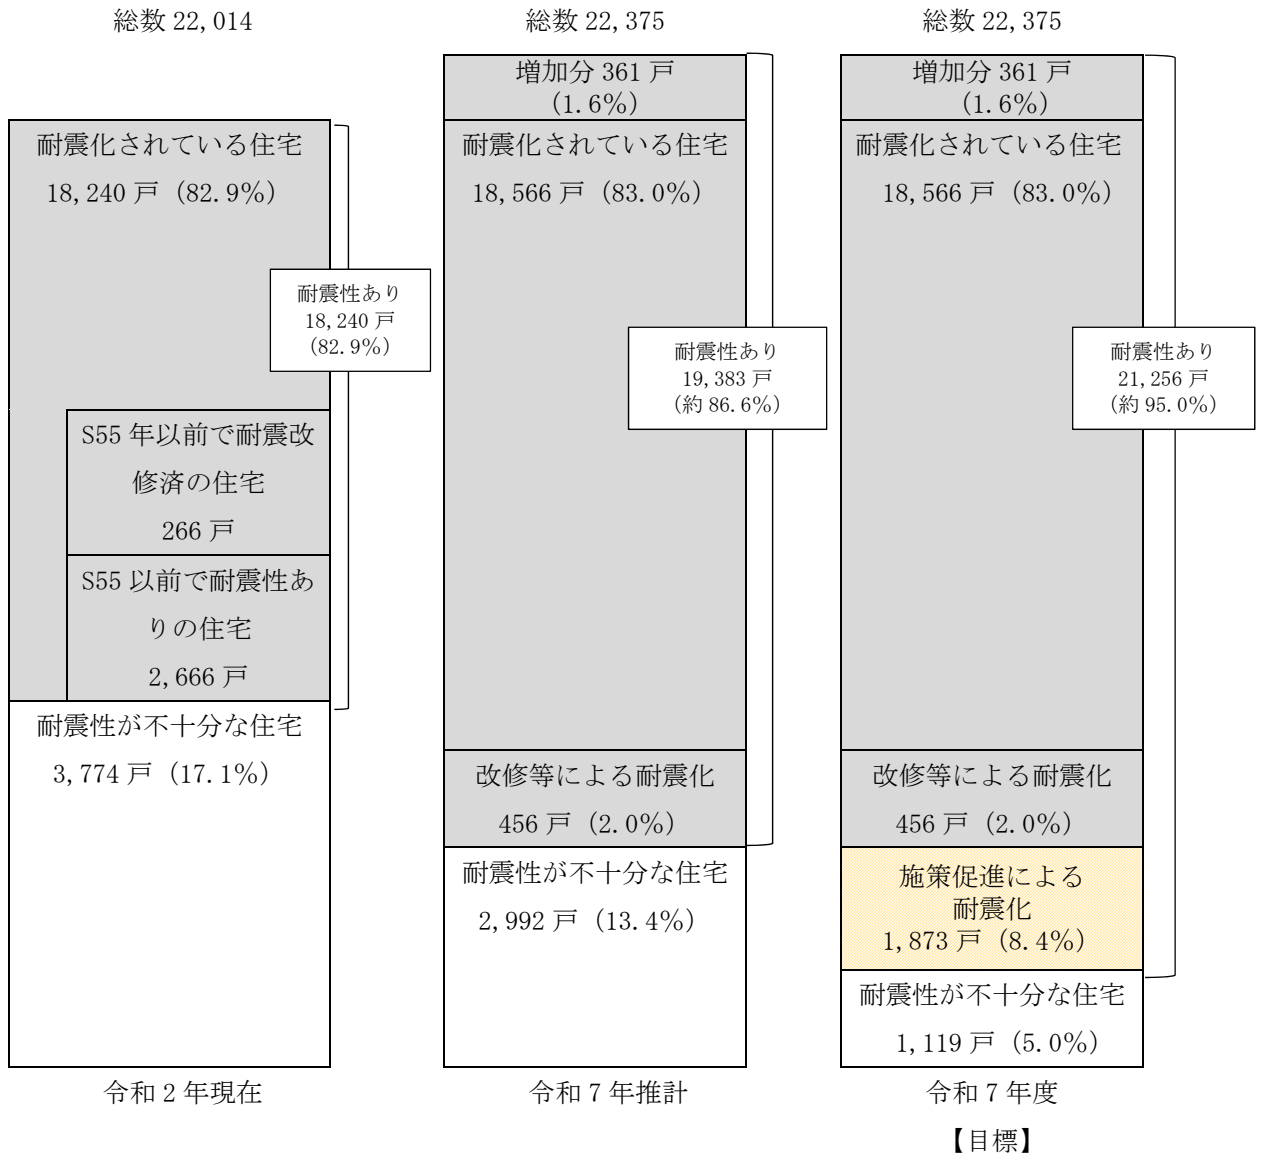 総数 22,014
耐震化されている住宅
18,240 戸（82.9%）
耐震性あり
18,240 戸
（82.9%）
S55 年以前で耐震改
修済の住宅
266 戸
S55 以前で耐震性あ
りの住宅
2,666 戸
耐震性が不十分な住宅
3,774 戸（17.1%）
令和 2 年現在
総数 22,375
増加分 361 戸
（1.6%）
耐震化されている住宅
18,566 戸（83.0%）
耐震性あり
19,383 戸
（約 86.6%）
改修等による耐震化
456 戸（2.0%）
耐震性が不十分な住宅
2,992 戸（13.4%）
令和 7 年推計
総数 22,375
増加分 361 戸
（1.6%）
耐震化されている住宅
18,566 戸（83.0%）
耐震性あり
21,256 戸
（約 95.0%）
改修等による耐震化
456 戸（2.0%）
施策促進による
耐震化
1,873 戸（8.4%）
耐震性が不十分な住宅
1,119 戸（5.0%）
令和 7 年度
【目標】